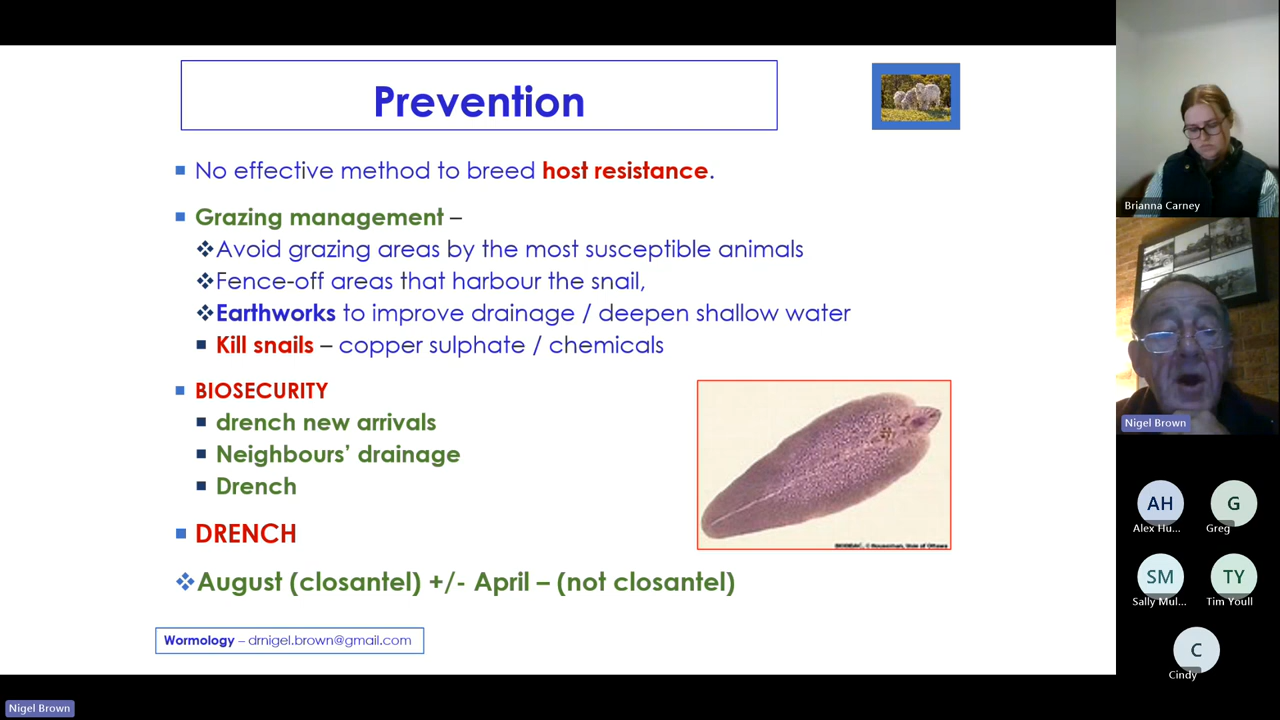 Prevention
No effective method to breed host resistance.
Grazing management –
Avoid grazing areas by the most susceptible animals
Fence-off areas that harbour the snail,
Earthworks to improve drainage / deepen shallow water
Kill snails – copper sulphate / chemicals
BIOSECURITY
drench new arrivals
Neighbours' drainage
Drench
DRENCH
August (closantel) +/- April – (not closantel)
Wormology – drnigel.brown@gmail.com
Nigel Brown
Brianna Carney
Nigel Brown
AH
Alex Hu...
G
Greg
SM
Sally Mul...
TY
Tim Youll
C
Cindy